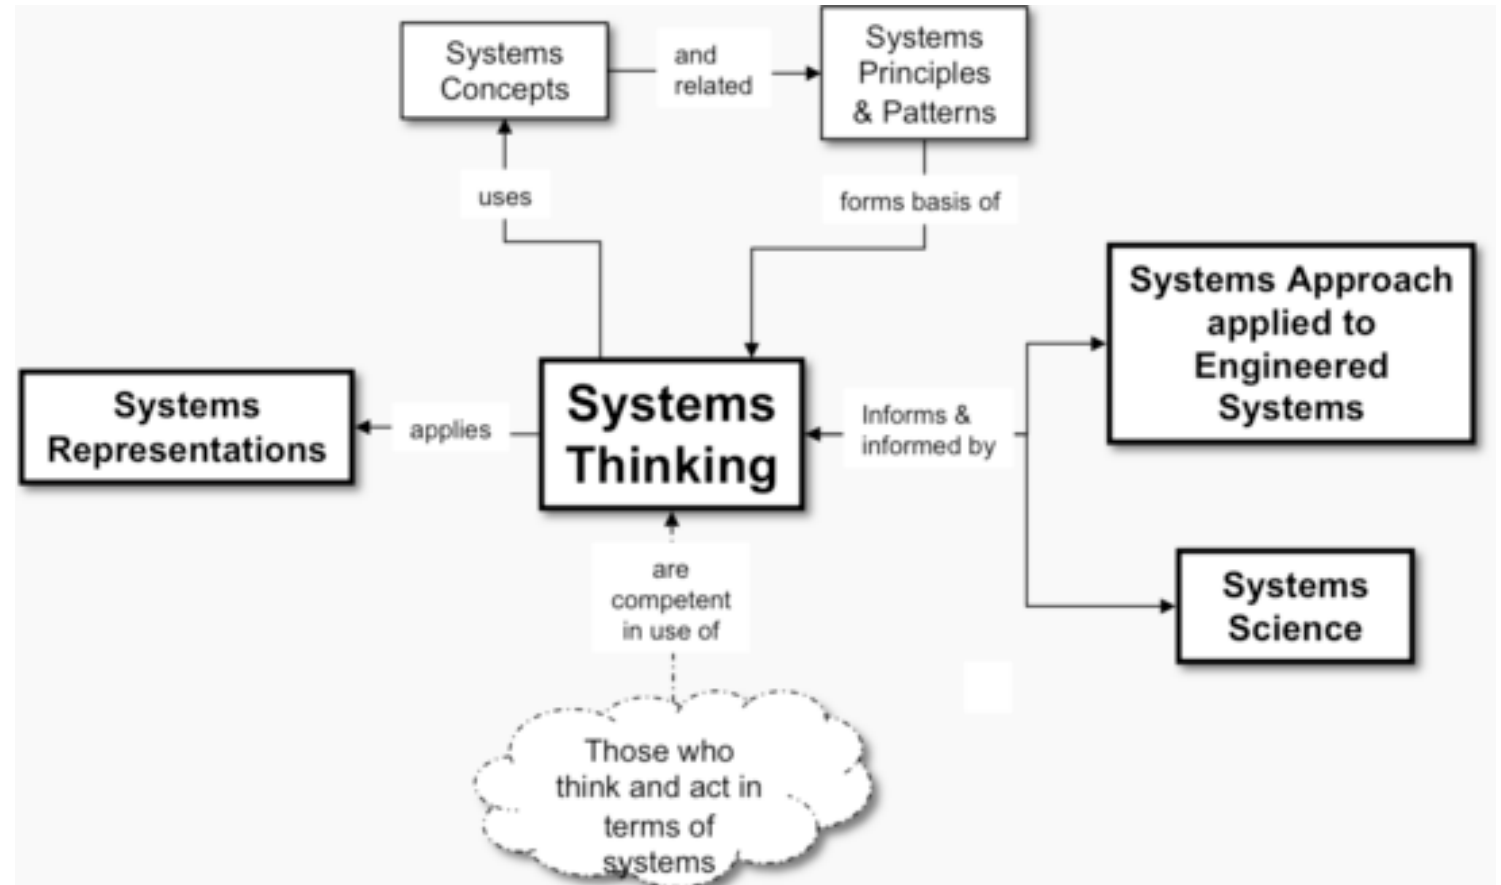 Systems
Concepts
and
related
Systems
Principles
& Patterns
uses
forms basis of
Systems Approach
applied to
Engineered
Systems
Systems
Representations
applies
Systems
Thinking
Informs &
informed by
are
competent
in use of
Systems
Science
Those who
think and act in
terms of
systems